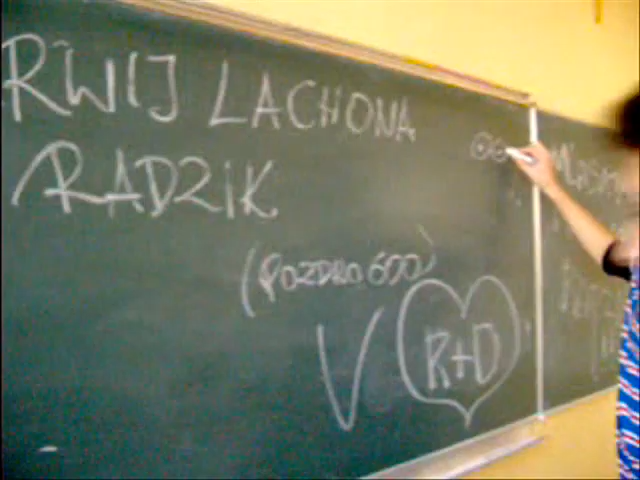 RWIJ LACHONA
RADZIK
(POZDRO 600)
V
R+D